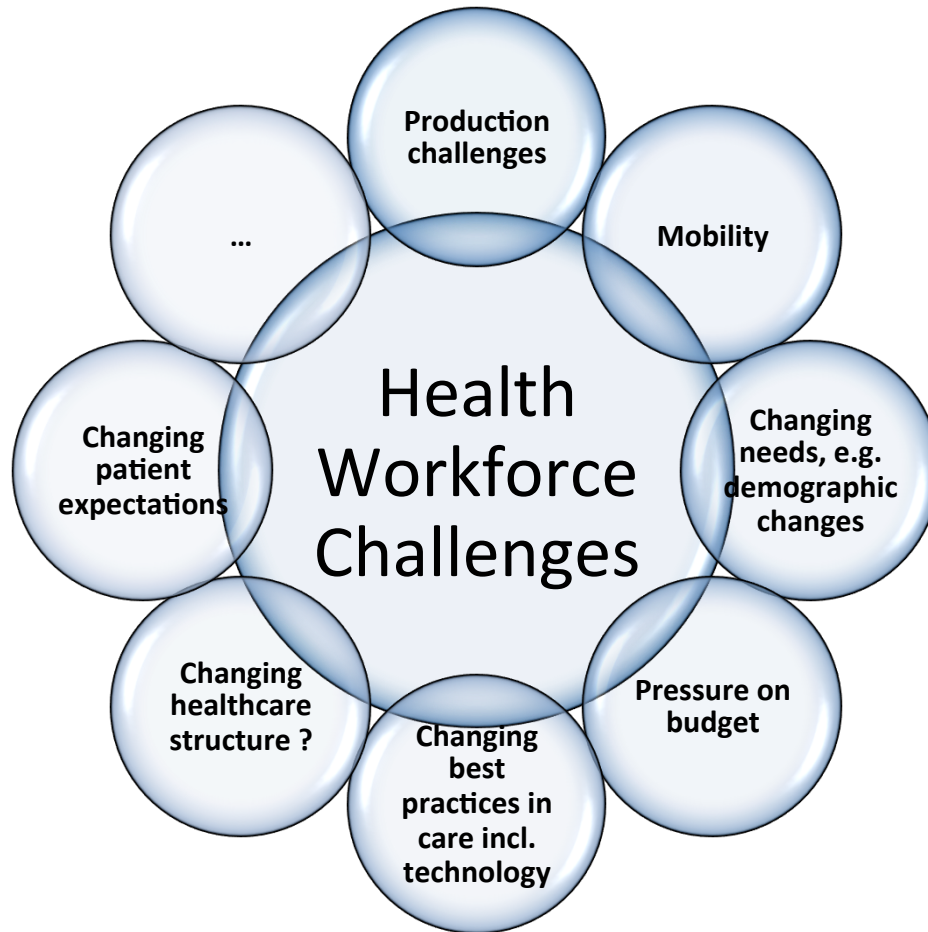 Production
challenges
Mobility
Changing
needs, e.g.
demographic
changes
Pressure on
budget
Changing
best
practices in
care incl.
technology
Changing
healthcare
structure ?
Changing
patient
expectations
...
Health
Workforce
Challenges